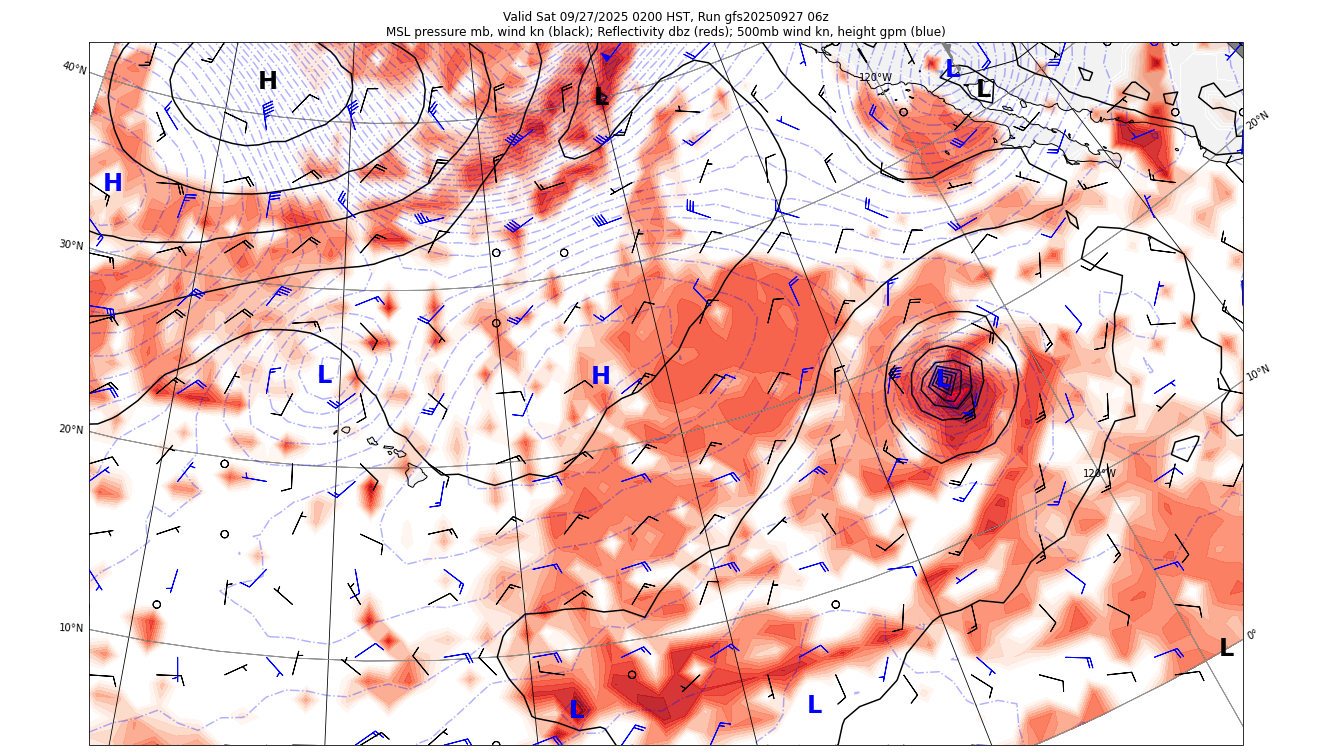 Valid Sat 09/27/2025 0200 HST, Run gfs20250927 06z
MSL pressure mb, wind kn (black); Reflectivity dbz (reds); 500mb wind kn, height gpm (blue)
40°N
H
L
120°W
L
L
20°N
H
30°N
L
H
L
10°N
20°N
120°W
10°N
0°
L
L
L